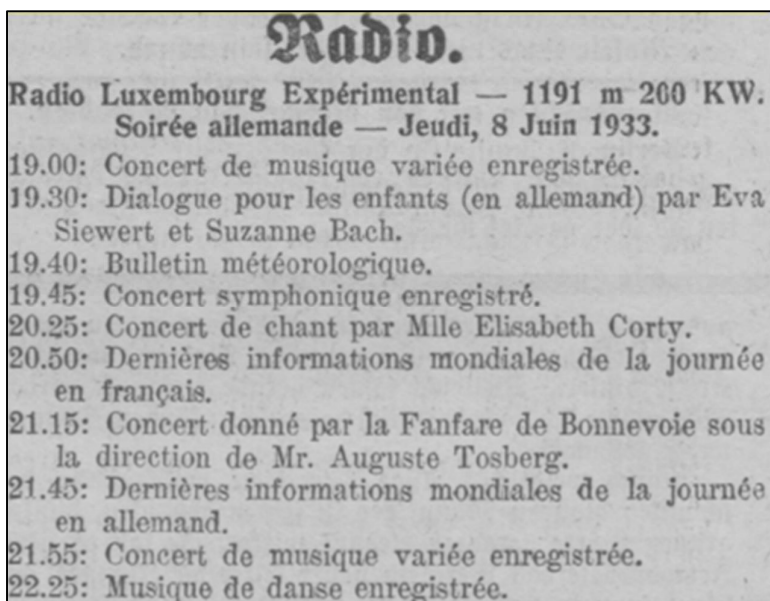 Radio.
Radio Luxembourg Expérimental — 1191 m 200 KW.
Soirée allemande — Jeudi, 8 Juin 1933.
19.00: Concert de musique variée enregistrée.
19.30: Dialogue pour les enfants (en allemand) par Eva
Siewert et Suzanne Bach.
19.40: Bulletin météorologique.
19.45: Concert symphonique enregistré.
20.25: Concert de chant par Mlle Elisabeth Corty.
20.50: Dernières informations mondiales de la journée
en français.
21.15: Concert donné par la Fanfare de Bonnevoie sous
la direction de Mr. Auguste Tosberg.
21.45: Dernières informations mondiales de la journée
en allemand.
21.55: Concert de musique variée enregistrée.
22.25: Musique de danse enregistrée.